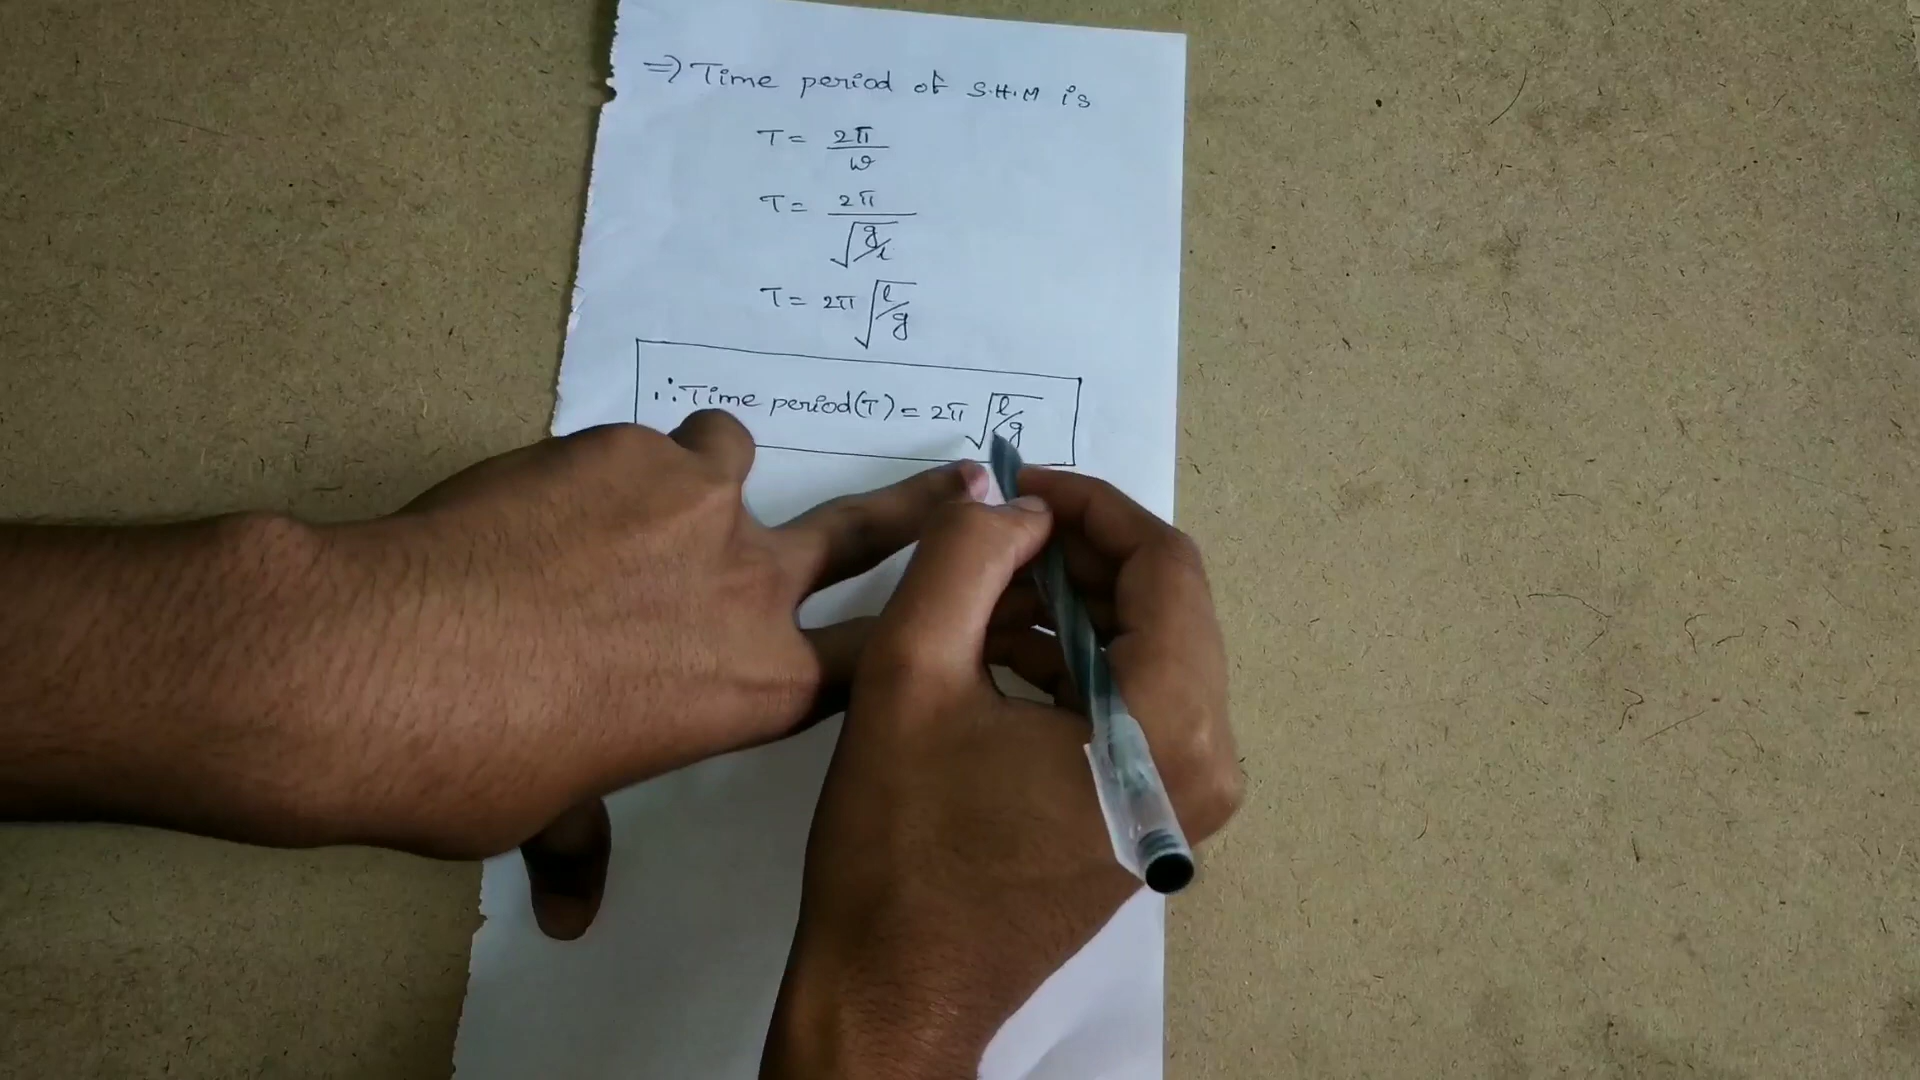 ⇒ Time period of S.H.M is
T = 2π/ω
T = 2π/√(g/l)
T = 2π √(l/g)
∴ Time period (T) = 2π √(l/g)